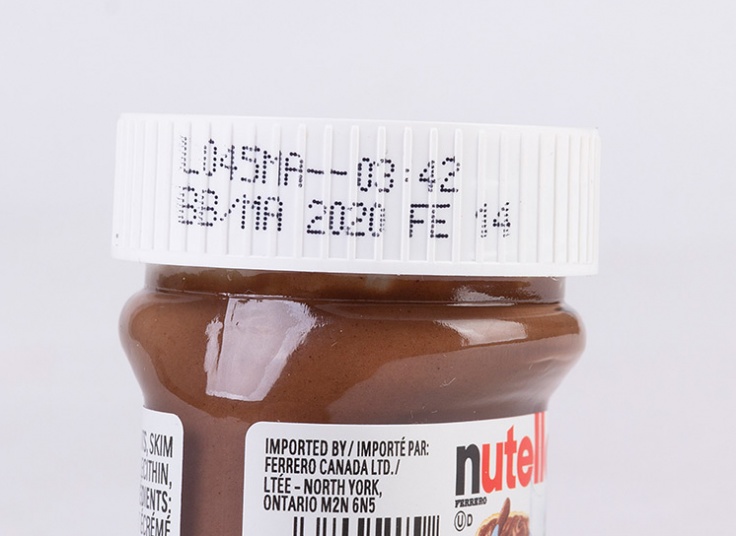 L045MA--03:42
BB/MA 2020 FE 14
SKIM
IMPORTED BY / IMPORTÉ PAR:
FERRERO CANADA LTD. /
LTÉE - NORTH YORK,
ONTARIO M2N 6N5
nutell
FERRERO
U D